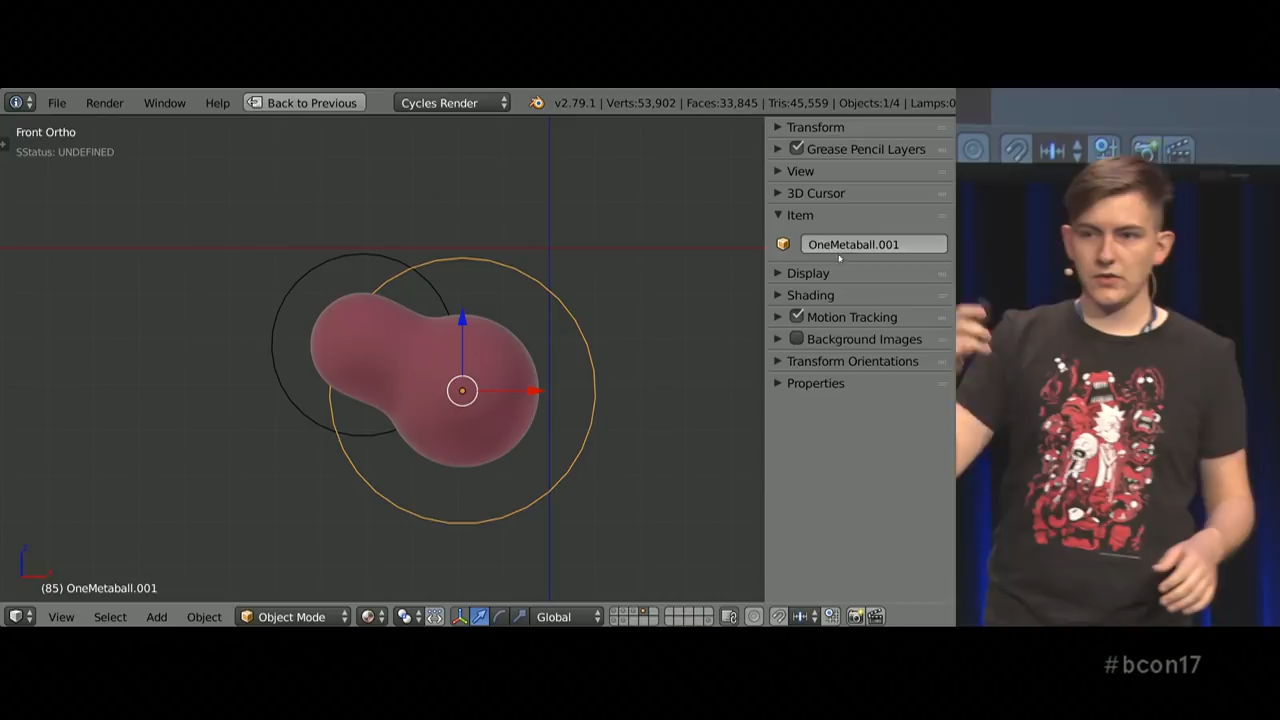 File Render Window Help Back to Previous Cycles Render v2.79.1 | Verts:53,902 | Faces:33,845 | Tris:45,559 | Objects:1/4 | Lamps:0
Front Ortho
SStatus: UNDEFINED
Transform
Grease Pencil Layers
View
3D Cursor
Item
OneMetaball.001
Display
Shading
Motion Tracking
Background Images
Transform Orientations
Properties
(85) OneMetaball.001
View Select Add Object Object Mode Global
#bcon17